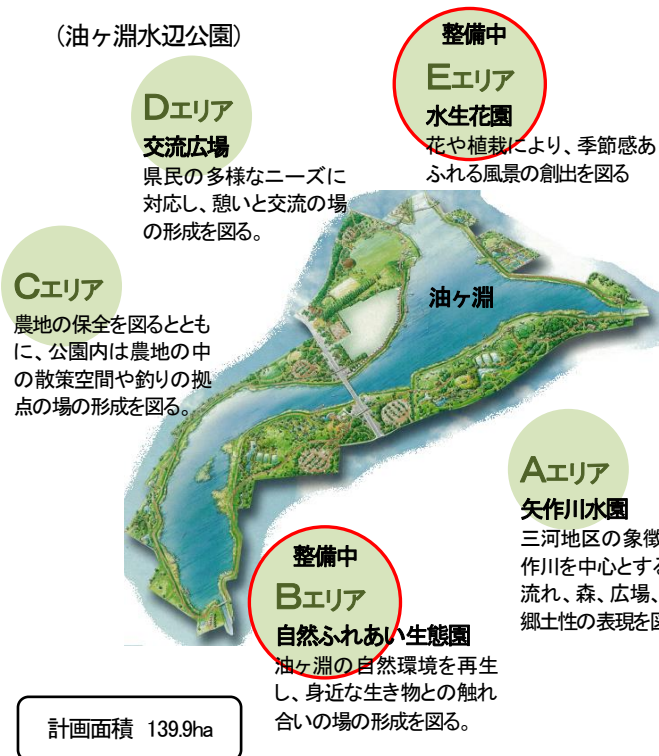 (油ヶ淵水辺公園)
整備中
Eエリア
水生花園
花や植栽により、季節感あ
ふれる風景の創出を図る
Dエリア
交流広場
県民の多様なニーズに
対応し、憩いと交流の場
の形成を図る。
油ヶ淵
Cエリア
農地の保全を図るととも
に、公園内は農地の中
の散策空間や釣りの拠
点の場の形成を図る。
Aエリア
矢作川水園
三河地区の象徴
作川を中心とする
流れ、森、広場、
郷土性の表現を図
整備中
Bエリア
自然ふれあい生態園
油ヶ淵の自然環境を再生
し、身近な生き物との触れ
合いの場の形成を図る。
計画面積 139.9ha